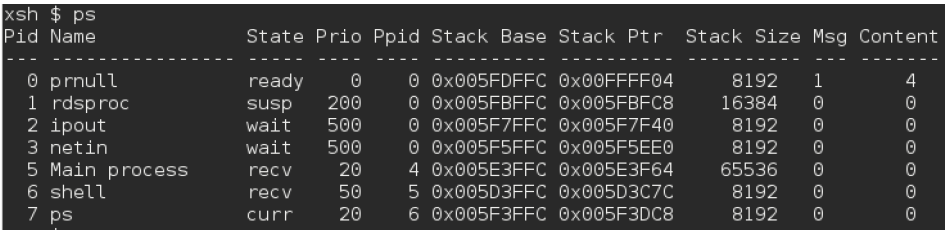 xsh $ ps
Pid Name             State Prio Ppid Stack Base Stack Ptr  Stack Size Msg Content
--- ---------------- ----- ---- ---- ---------- ---------- ---------- --- -------
  0 prnull           ready    0    0 0x005FDFFC 0x00FFFF04       8192  1       4
  1 rdsproc          susp   200    0 0x005FBFFC 0x005FBFC8      16384  0       0
  2 ipout            wait   500    0 0x005F7FFC 0x005F7F40       8192  0       0
  3 netin            wait   500    0 0x005F5FFC 0x005F5EE0       8192  0       0
  5 Main process     recv    20    4 0x005E3FFC 0x005E3F64      65536  0       0
  6 shell            recv    50    5 0x005D3FFC 0x005D3C7C       8192  0       0
  7 ps               curr    20    6 0x005F3FFC 0x005F3DC8       8192  0       0